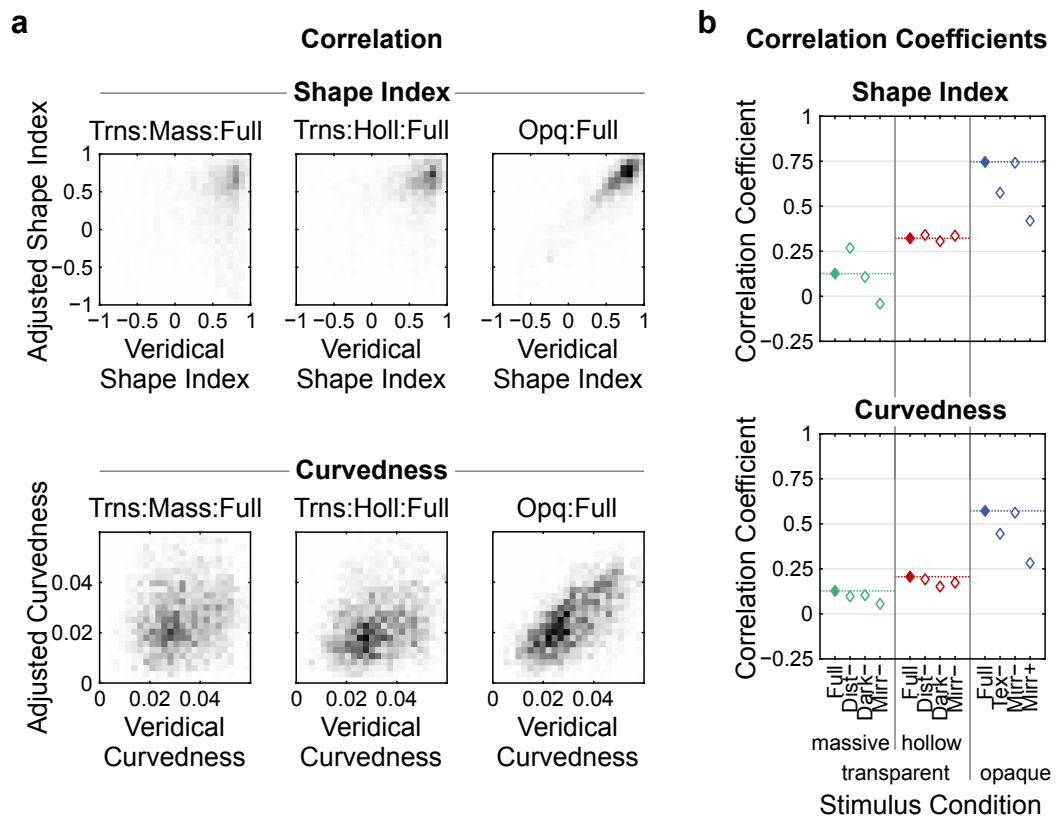 a
Correlation
Shape Index
Trns:Mass:Full
Trns:Holl:Full
Opq:Full
Adjusted Shape Index
1
0.5
0
−0.5
−1
−1 −0.5 0 0.5 1
−1 −0.5 0 0.5 1
−1 −0.5 0 0.5 1
Veridical
Shape Index
Veridical
Shape Index
Veridical
Shape Index
Curvedness
Trns:Mass:Full
Trns:Holl:Full
Opq:Full
Adjusted Curvedness
0.04
0.02
0
0 0.02 0.04
0 0.02 0.04
0 0.02 0.04
Veridical
Curvedness
Veridical
Curvedness
Veridical
Curvedness
b
Correlation Coefficients
Shape Index
Correlation Coefficient
1
0.75
0.5
0.25
0
−0.25
Curvedness
Correlation Coefficient
1
0.75
0.5
0.25
0
−0.25
Full
Dist−
Dark−
Mirr−
Full
Dist−
Dark−
Mirr−
Full
Tex−
Mirr−
Mirr+
massive
hollow
transparent
opaque
Stimulus Condition